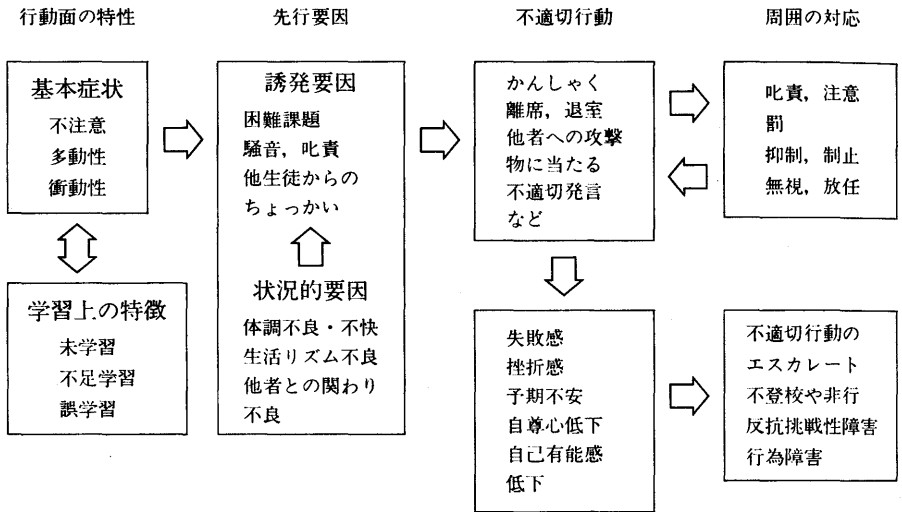 行動面の特性
先行要因
不適切行動
周囲の対応
基本症状
不注意
多動性
衝動性
学習上の特徴
未学習
不足学習
誤学習
誘発要因
困難課題
騒音，叱責
他生徒からの
ちょっかい
状況的要因
体調不良・不快
生活リズム不良
他者との関わり
不良
かんしゃく
離席，退室
他者への攻撃
物に当たる
不適切発言
など
叱責，注意
罰
抑制，制止
無視，放任
失敗感
挫折感
予期不安
自尊心低下
自己有能感
低下
不適切行動の
エスカレート
不登校や非行
反抗挑戦性障害
行為障害